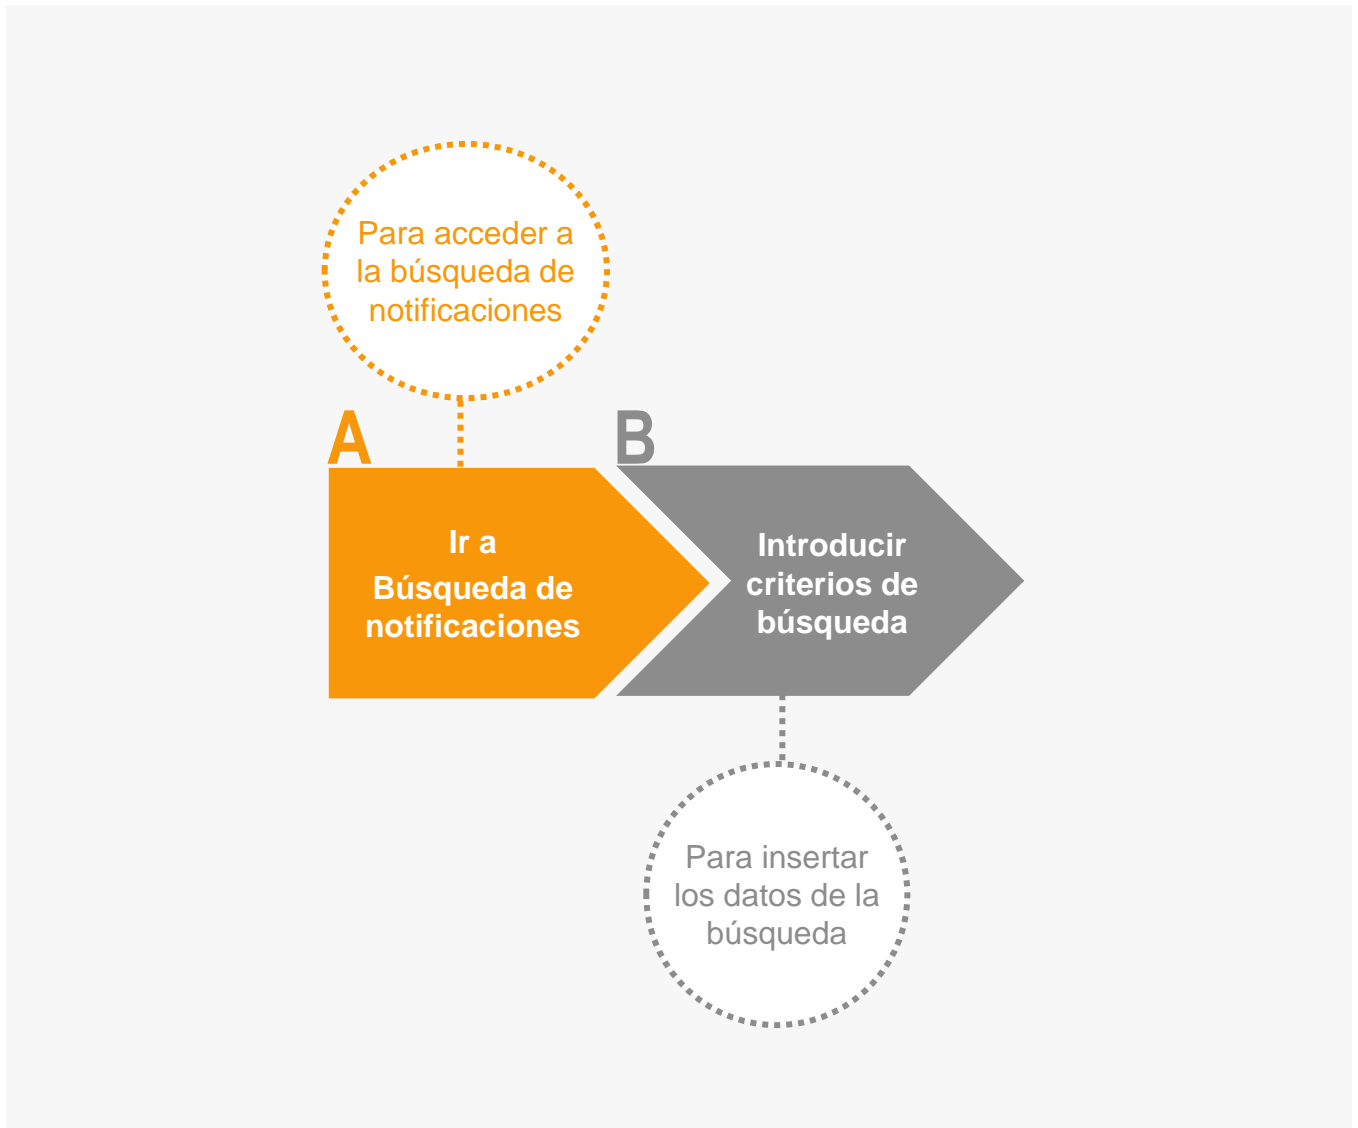 Para acceder a
la búsqueda de
notificaciones
A
Ir a
Búsqueda de
notificaciones
B
Introducir
criterios de
búsqueda
Para insertar
los datos de la
búsqueda